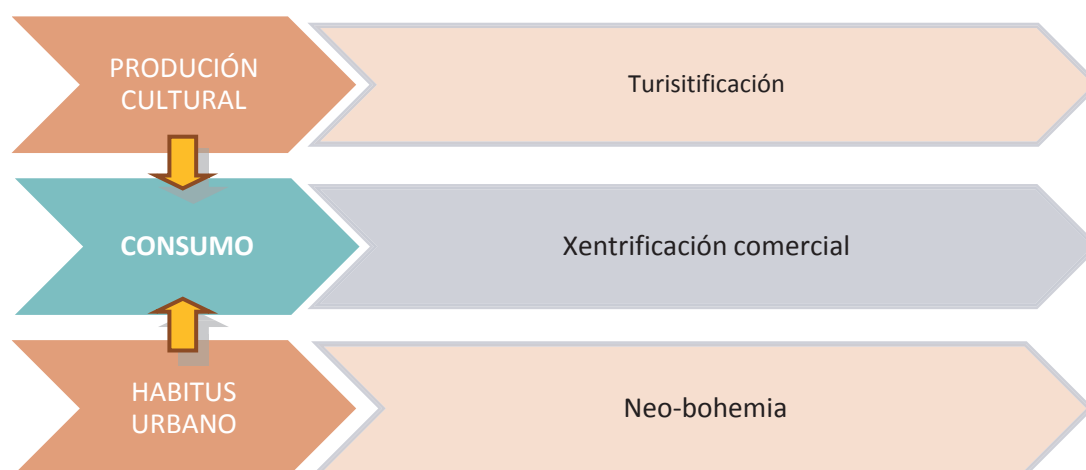 PRODUCIÓN
CULTURAL
Turisitificación
CONSUMO
Xentrificación comercial
HABITUS
URBANO
Neo-bohemia